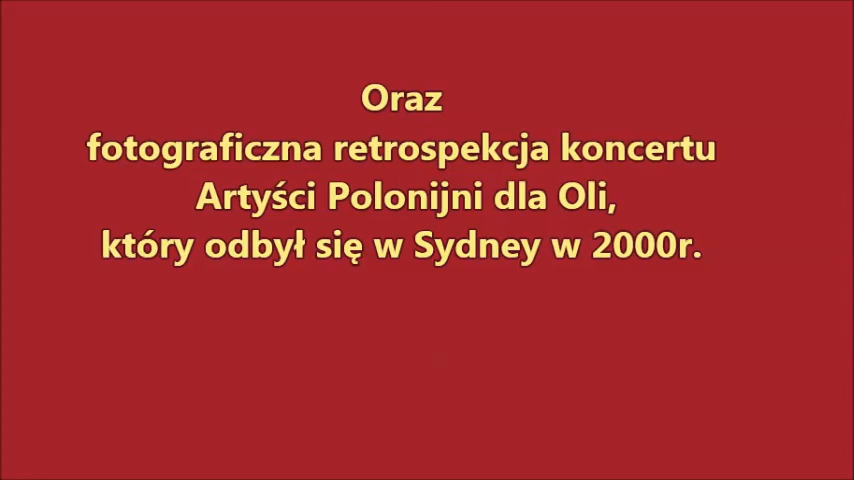 Oraz
fotograficzna retrospekcja koncertu
Artyści Polonijni dla Oli,
który odbył się w Sydney w 2000r.